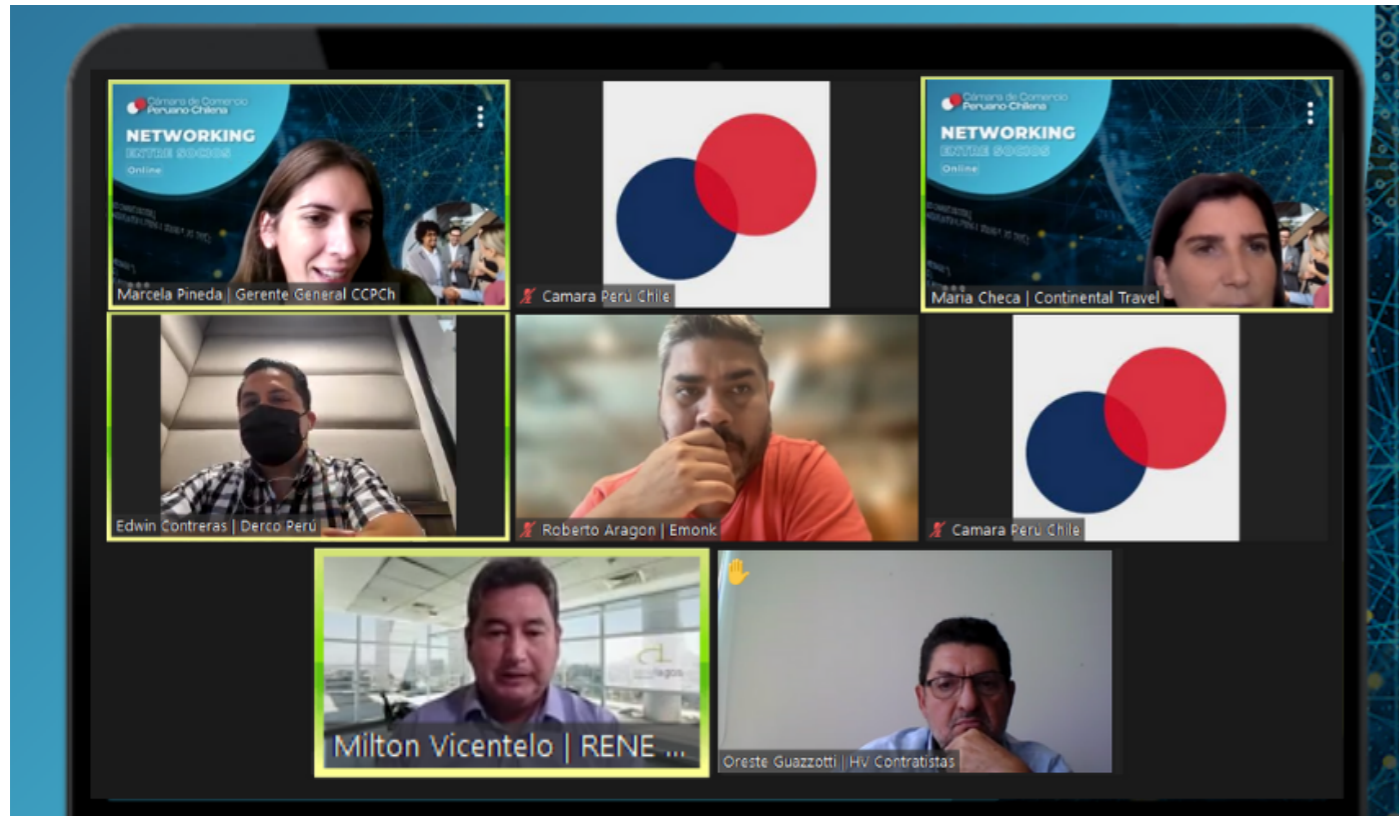 Cámara de Comercio
Peruano Chilena
NETWORKING
ENTRE SOCIOS
Online
Marcela Pineda | Gerente General CCPCh
Camara Perú Chile
Cámara de Comercio
Peruano Chilena
NETWORKING
ENTRE SOCIOS
Online
Maria Checa | Continental Travel
Edwin Contreras | Derco Perú
Roberto Aragon | Emonk
Camara Perú Chile
Milton Vicentelo | RENE ...
lagos
Oreste Guazzotti | HV Contratistas